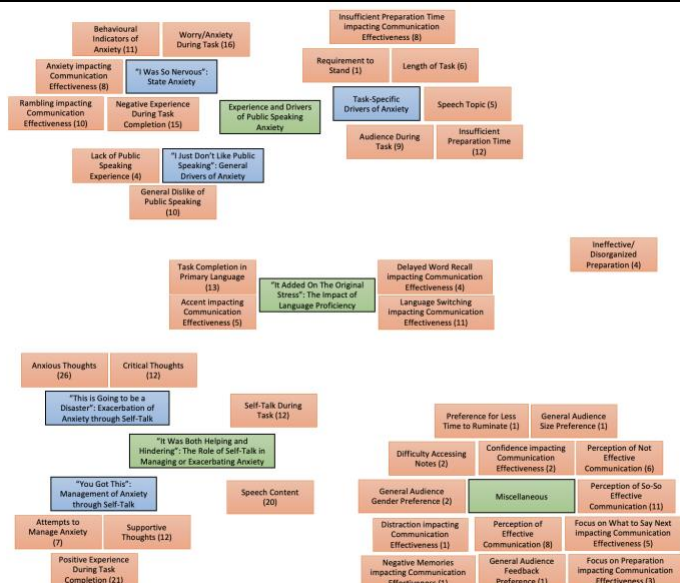 Behavioural
Indicators of
Anxiety (11)
Worry/Anxiety
During Task (16)
Anxiety impacting
Communication
Effectiveness (8)
"I Was So Nervous":
State Anxiety
Rambling impacting
Communication
Effectiveness (10)
Negative Experience
During Task
Completion (15)
Experience and Drivers
of Public Speaking
Anxiety
Lack of Public
Speaking
Experience (4)
"I Just Don't Like Public
Speaking": General
Drivers of Anxiety
General Dislike of
Public Speaking
(10)
Insufficient Preparation Time
impacting Communication
Effectiveness (8)
Requirement to
Stand (1)
Length of Task (6)
Task-Specific
Drivers of Anxiety
Speech Topic (5)
Audience During
Task (9)
Insufficient
Preparation Time
(12)
Ineffective/
Disorganized
Preparation (4)
Task Completion in
Primary Language
(13)
Accent impacting
Communication
Effectiveness (5)
"It Added On The Original
Stress": The Impact of
Language Proficiency
Delayed Word Recall
impacting Communication
Effectiveness (4)
Language Switching
impacting Communication
Effectiveness (11)
Anxious Thoughts
(26)
Critical Thoughts
(12)
"This is Going to be a
Disaster": Exacerbation of
Anxiety through Self-Talk
Self-Talk During
Task (12)
"It Was Both Helping and
Hindering": The Role of Self-Talk in
Managing or Exacerbating Anxiety
"You Got This":
Management of Anxiety
through Self-Talk
Speech Content
(20)
Attempts to
Manage Anxiety
(7)
Supportive
Thoughts (12)
Positive Experience
During Task
Completion (21)
Preference for Less
Time to Ruminate (1)
General Audience
Size Preference (1)
Difficulty Accessing
Notes (2)
Confidence impacting
Communication
Effectiveness (2)
Perception of Not
Effective
Communication (6)
General Audience
Gender Preference (2)
Miscellaneous
Perception of So-So
Effective
Communication (11)
Distraction impacting
Communication
Effectiveness (1)
Perception of
Effective
Communication (8)
Focus on What to Say Next
impacting Communication
Effectiveness (5)
Negative Memories
impacting Communication
Effectiveness (1)
General Audience
Feedback
Preference (1)
Focus on Preparation
impacting Communication
Effectiveness (3)